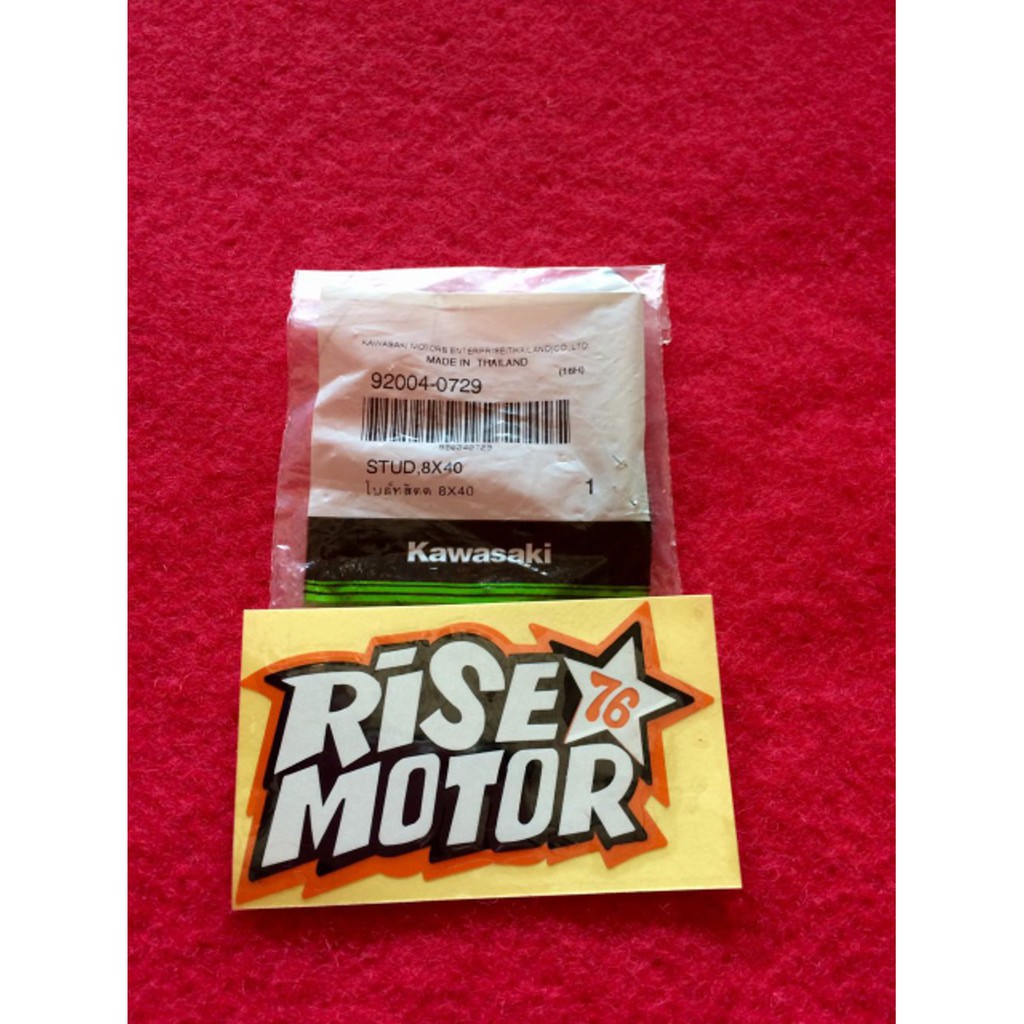 KAWASAKI MOTORS ENTERPRISE(THAILAND)CO.,LTD.
MADE IN THAILAND
(16H)
92004-0729
920040729
STUD,8X40
โบล์ทสตัด 8X40
1
Kawasaki
RiSE
76
MOTOR